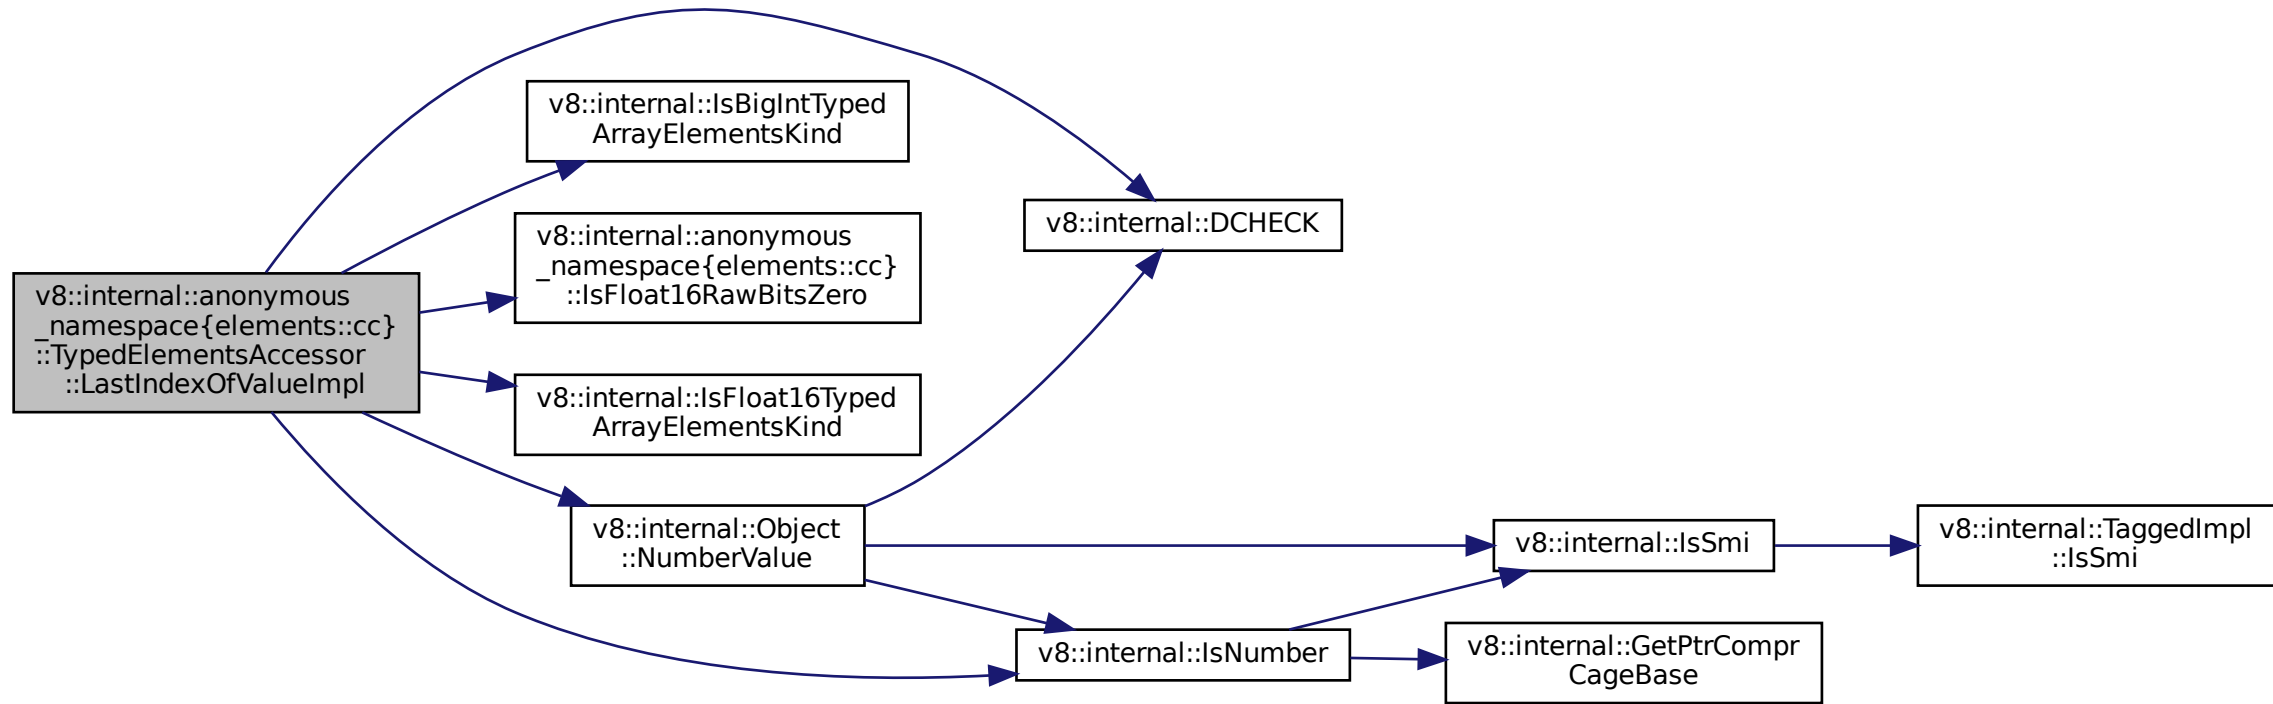 v8::internal::anonymous
_namespace{elements::cc}
::TypedElementsAccessor
::LastIndexOfValueImpl
v8::internal::IsBigIntTyped
ArrayElementsKind
v8::internal::anonymous
_namespace{elements::cc}
::IsFloat16RawBitsZero
v8::internal::IsFloat16Typed
ArrayElementsKind
v8::internal::Object
::NumberValue
v8::internal::DCHECK
v8::internal::IsNumber
v8::internal::IsSmi
v8::internal::GetPtrCompr
CageBase
v8::internal::TaggedImpl
::IsSmi